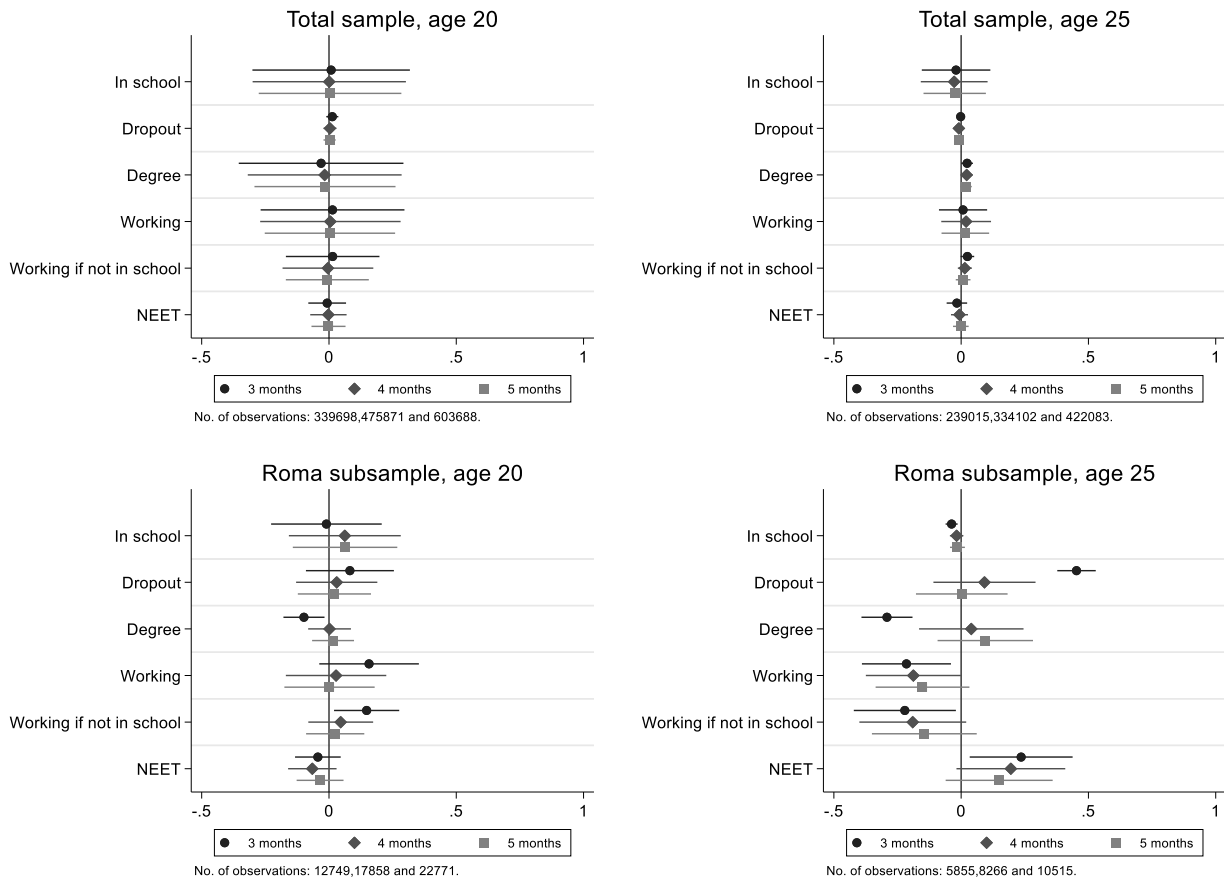 Total sample, age 20
In school
Dropout
Degree
Working
Working if not in school
NEET
-.5 0 .5 1
3 months 4 months 5 months
No. of observations: 339698,475871 and 603688.
Total sample, age 25
In school
Dropout
Degree
Working
Working if not in school
NEET
-.5 0 .5 1
3 months 4 months 5 months
No. of observations: 239015,334102 and 422083.
Roma subsample, age 20
In school
Dropout
Degree
Working
Working if not in school
NEET
-.5 0 .5 1
3 months 4 months 5 months
No. of observations: 12749,17858 and 22771.
Roma subsample, age 25
In school
Dropout
Degree
Working
Working if not in school
NEET
-.5 0 .5 1
3 months 4 months 5 months
No. of observations: 5855,8266 and 10515.